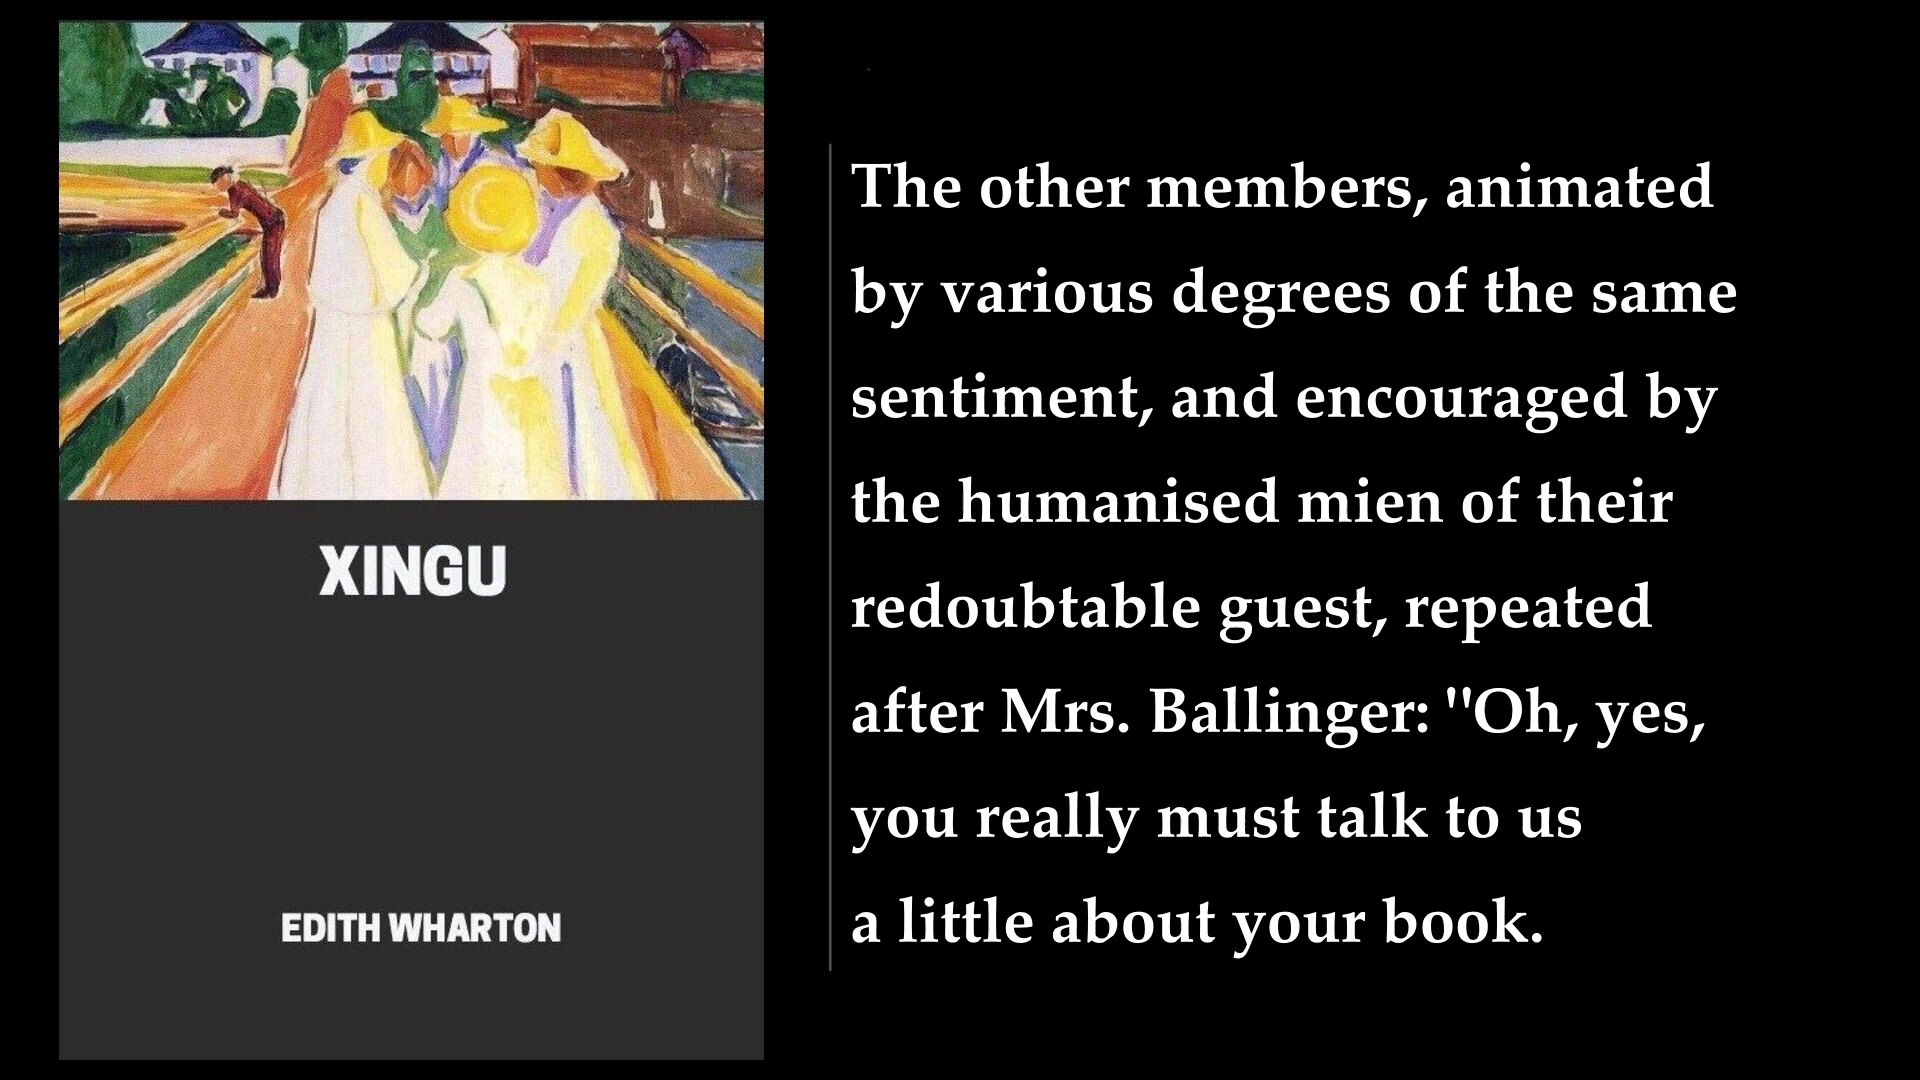 XINGU
EDITH WHARTON
The other members, animated
by various degrees of the same
sentiment, and encouraged by
the humanised mien of their
redoubtable guest, repeated
after Mrs. Ballinger: "Oh, yes,
you really must talk to us
a little about your book.